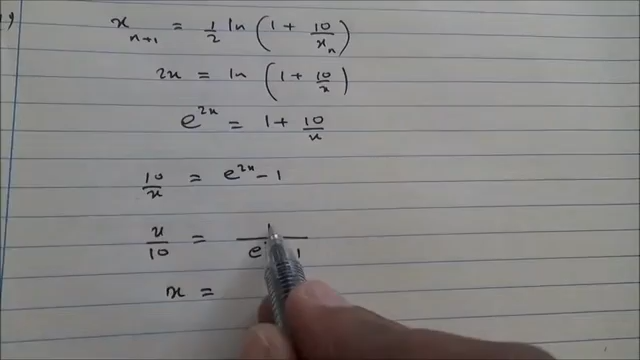 x_{n+1} = 1/2 ln (1 + 10/x_n)
2x = ln (1 + 10/x)
e^{2x} = 1 + 10/x
10/x = e^{2x} - 1
x/10 = 1/(e 1)
x =